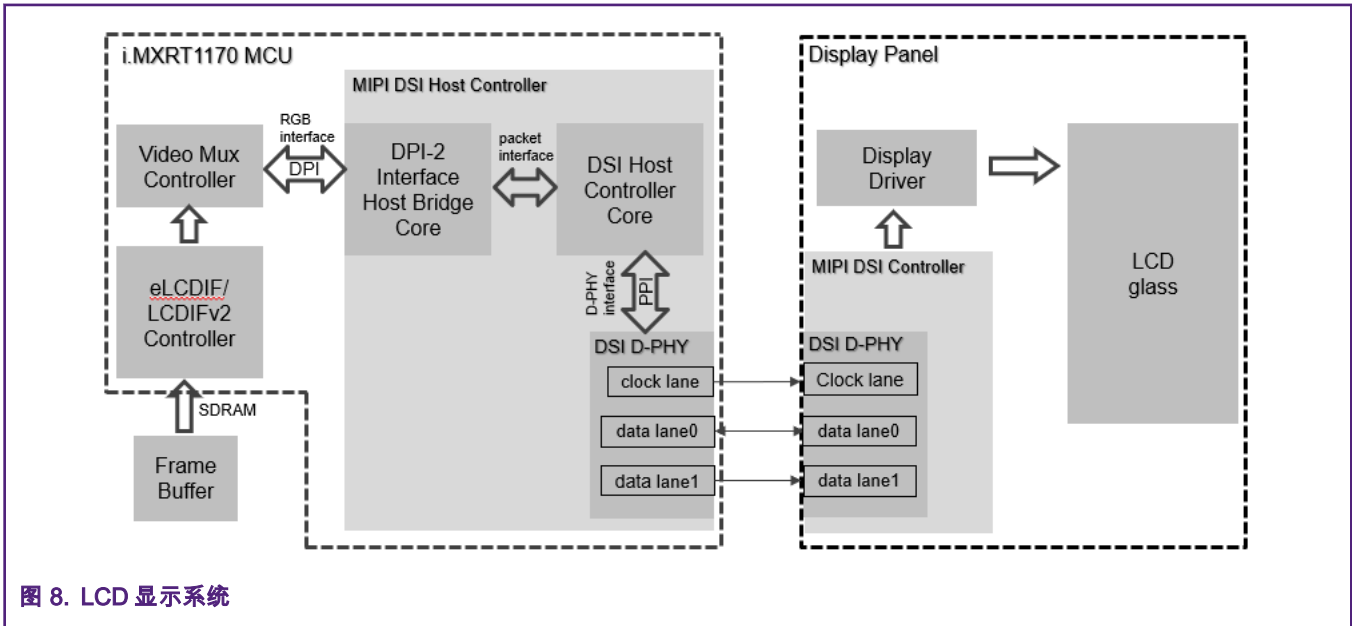 i.MXRT1170 MCU
MIPI DSI Host Controller
Video Mux
Controller
RGB
interface
DPI
DPI-2
Interface
Host Bridge
Core
packet
interface
DSI Host
Controller
Core
eLCDIF/
LCDIFv2
Controller
D-PHY
interface
PPI
DSI D-PHY
clock lane
data lane0
data lane1
SDRAM
Frame
Buffer
Display Panel
Display
Driver
MIPI DSI Controller
DSI D-PHY
Clock lane
data lane0
data lane1
LCD
glass
图 8. LCD 显示系统